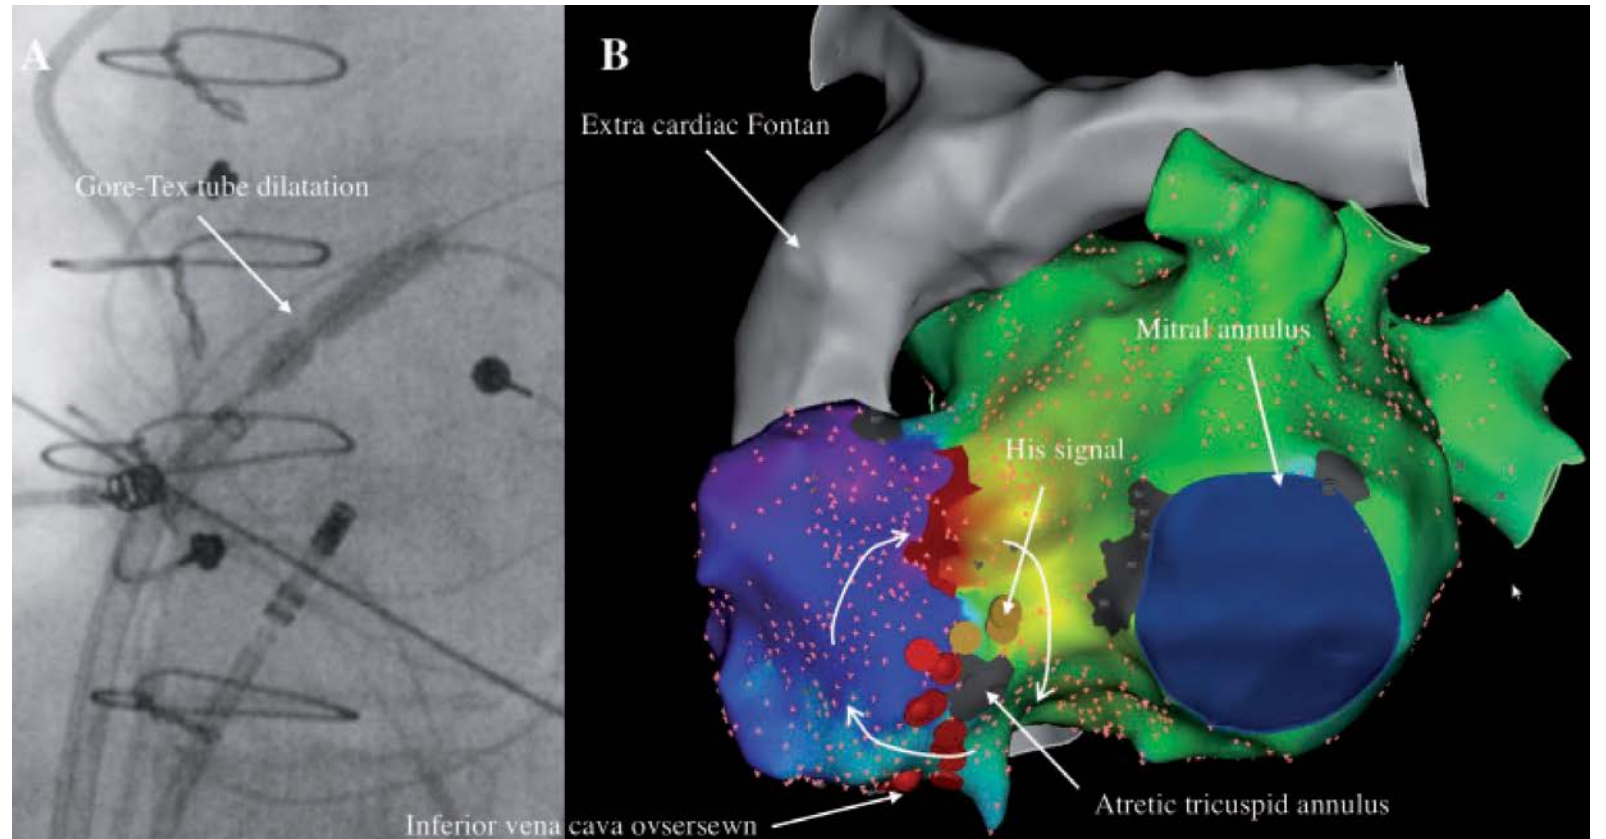 A
B
Extra cardiac Fontan
Gore-Tex tube dilatation
Mitral annulus
His signal
Atretic tricuspid annulus
Inferior vena cava ovsersewn